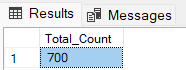 Results Messages
Total_Count
1 700